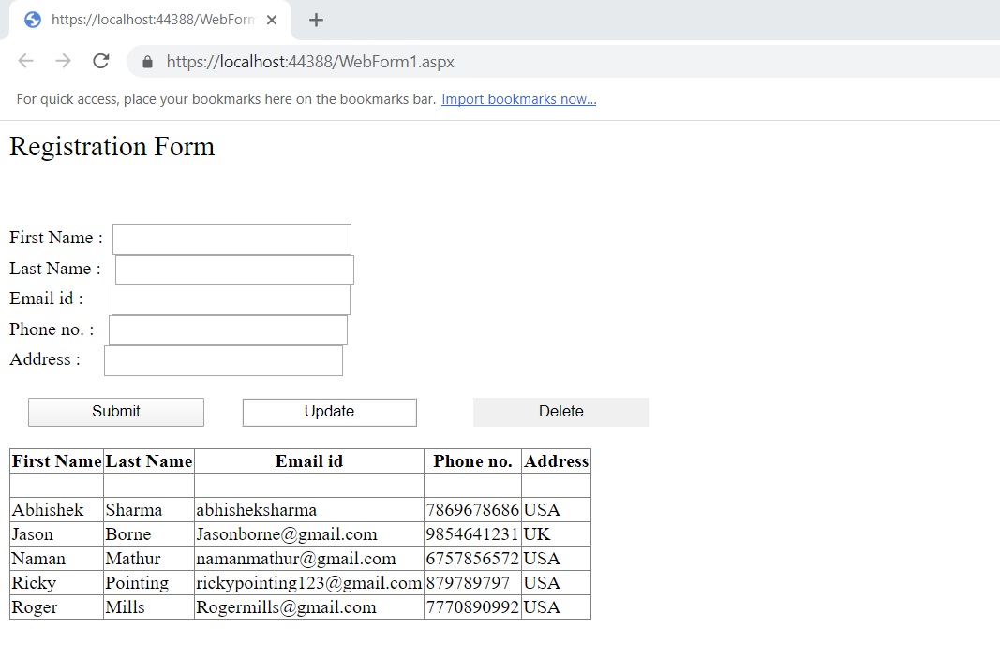 https://localhost:44388/WebForm
https://localhost:44388/WebForm1.aspx
For quick access, place your bookmarks here on the bookmarks bar. Import bookmarks now...
Registration Form
First Name :
Last Name :
Email id :
Phone no. :
Address :
Submit Update Delete
First Name Last Name Email id Phone no. Address
Abhishek Sharma abhisheksharma 7869678686 USA
Jason Borne Jasonborne@gmail.com 9854641231 UK
Naman Mathur namanmathur@gmail.com 6757856572 USA
Ricky Pointing rickypointing123@gmail.com 879789797 USA
Roger Mills Rogermills@gmail.com 7770890992 USA